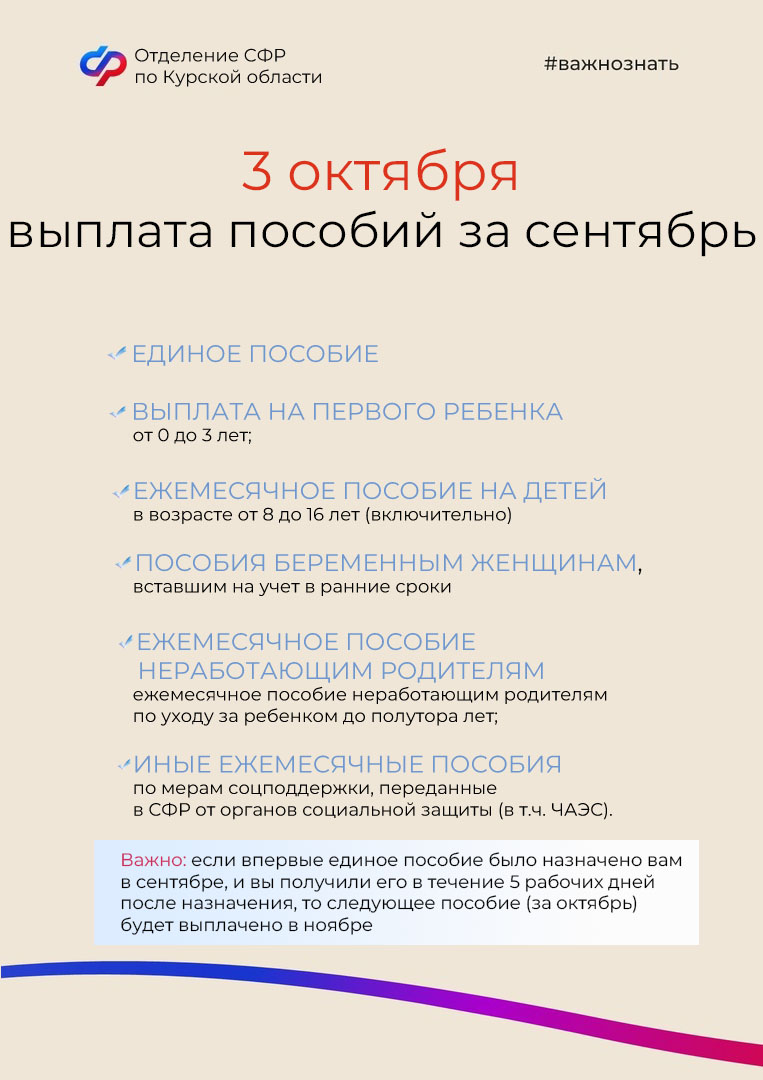 Отделение СФР
по Курской области
#важнознать
3 октября
выплата пособий за сентябрь
ЕДИНОЕ ПОСОБИЕ
ВЫПЛАТА НА ПЕРВОГО РЕБЕНКА
от 0 до 3 лет;
ЕЖЕМЕСЯЧНОЕ ПОСОБИЕ НА ДЕТЕЙ
в возрасте от 8 до 16 лет (включительно)
ПОСОБИЯ БЕРЕМЕННЫМ ЖЕНЩИНАМ,
вставшим на учет в ранние сроки
ЕЖЕМЕСЯЧНОЕ ПОСОБИЕ
НЕРАБОТАЮЩИМ РОДИТЕЛЯМ
ежемесячное пособие неработающим родителям
по уходу за ребенком до полутора лет;
ИНЫЕ ЕЖЕМЕСЯЧНЫЕ ПОСОБИЯ
по мерам соцподдержки, переданные
в СФР от органов социальной защиты (в т.ч. ЧАЭС).
Важно: если впервые единое пособие было назначено вам
в сентябре, и вы получили его в течение 5 рабочих дней
после назначения, то следующее пособие (за октябрь)
будет выплачено в ноябре